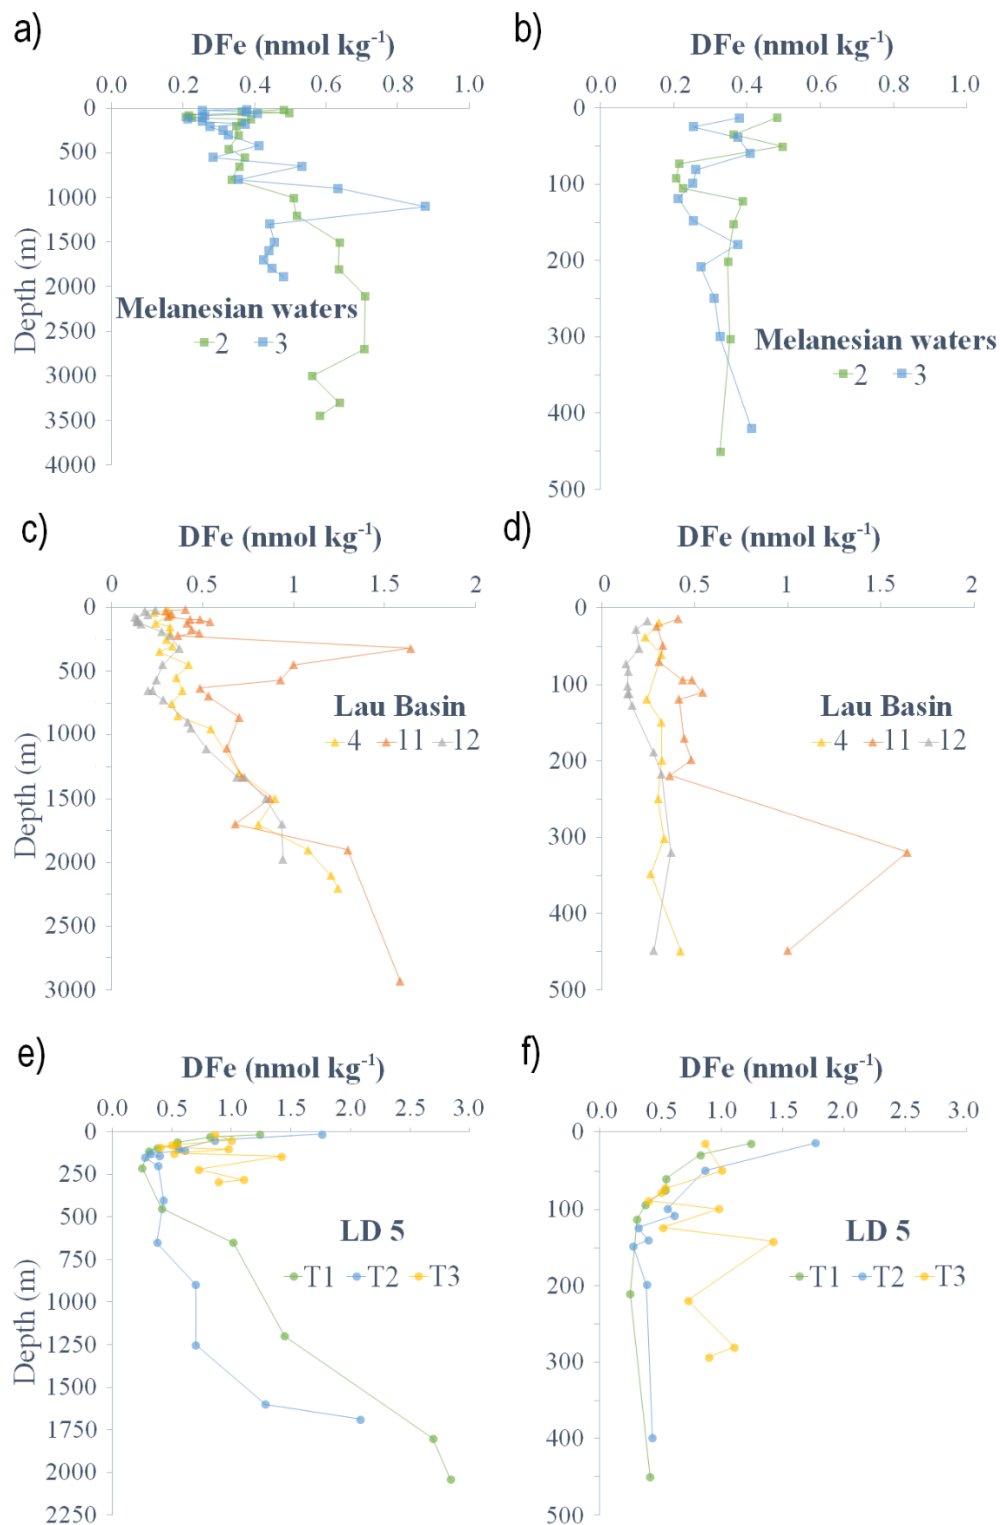 a)
DFe (nmol kg⁻¹)
0.0 0.2 0.4 0.6 0.8 1.0
0
500
1000
1500
2000
2500
3000
3500
4000
Depth (m)
Melanesian waters
2 3
b)
DFe (nmol kg⁻¹)
0.0 0.2 0.4 0.6 0.8 1.0
0
100
200
300
400
500
Melanesian waters
2 3
c)
DFe (nmol kg⁻¹)
0 0.5 1 1.5 2
0
500
1000
1500
2000
2500
3000
Depth (m)
Lau Basin
4 11 12
d)
DFe (nmol kg⁻¹)
0 0.5 1 1.5 2
0
100
200
300
400
500
Lau Basin
4 11 12
e)
DFe (nmol kg⁻¹)
0.0 0.5 1.0 1.5 2.0 2.5 3.0
0
250
500
750
1000
1250
1500
1750
2000
2250
Depth (m)
LD 5
T1 T2 T3
f)
DFe (nmol kg⁻¹)
0.0 0.5 1.0 1.5 2.0 2.5 3.0
0
100
200
300
400
500
LD 5
T1 T2 T3